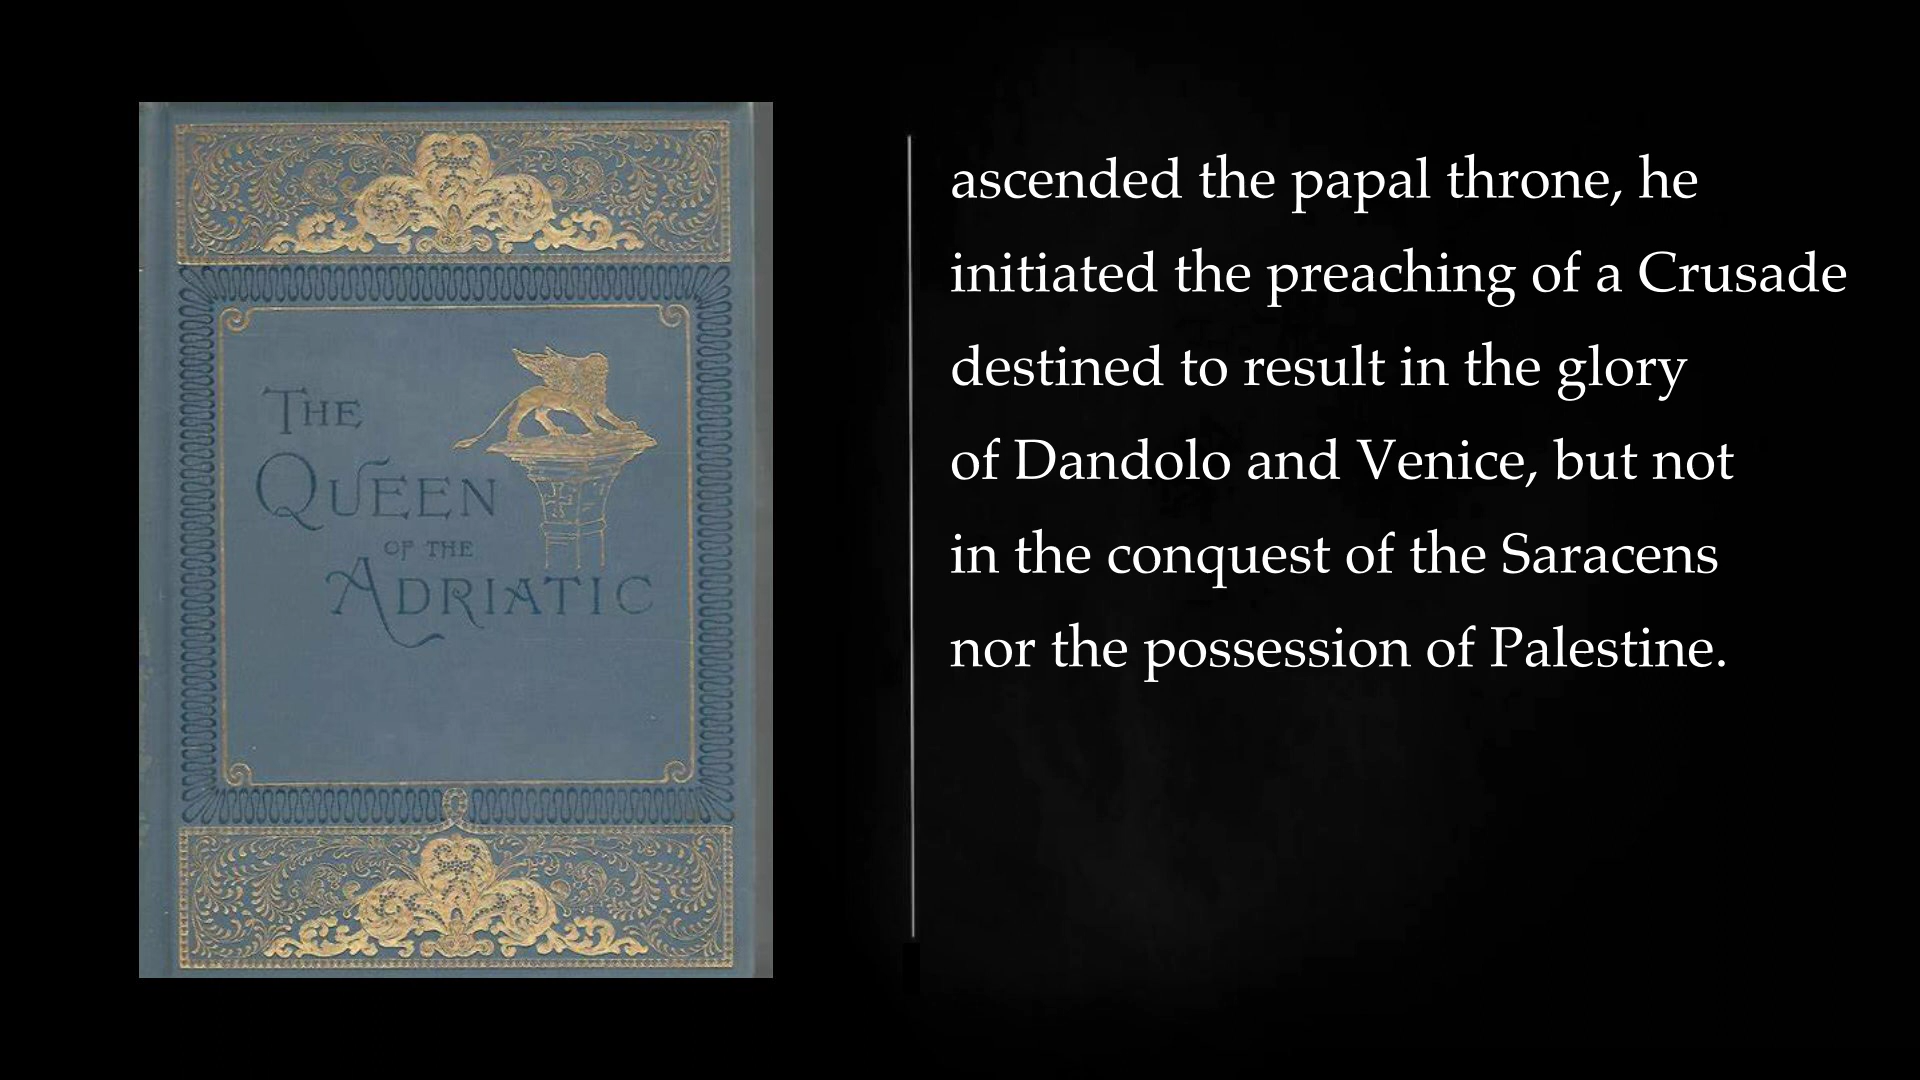 THE
QUEEN
OF THE
ADRIATIC
ascended the papal throne, he
initiated the preaching of a Crusade
destined to result in the glory
of Dandolo and Venice, but not
in the conquest of the Saracens
nor the possession of Palestine.